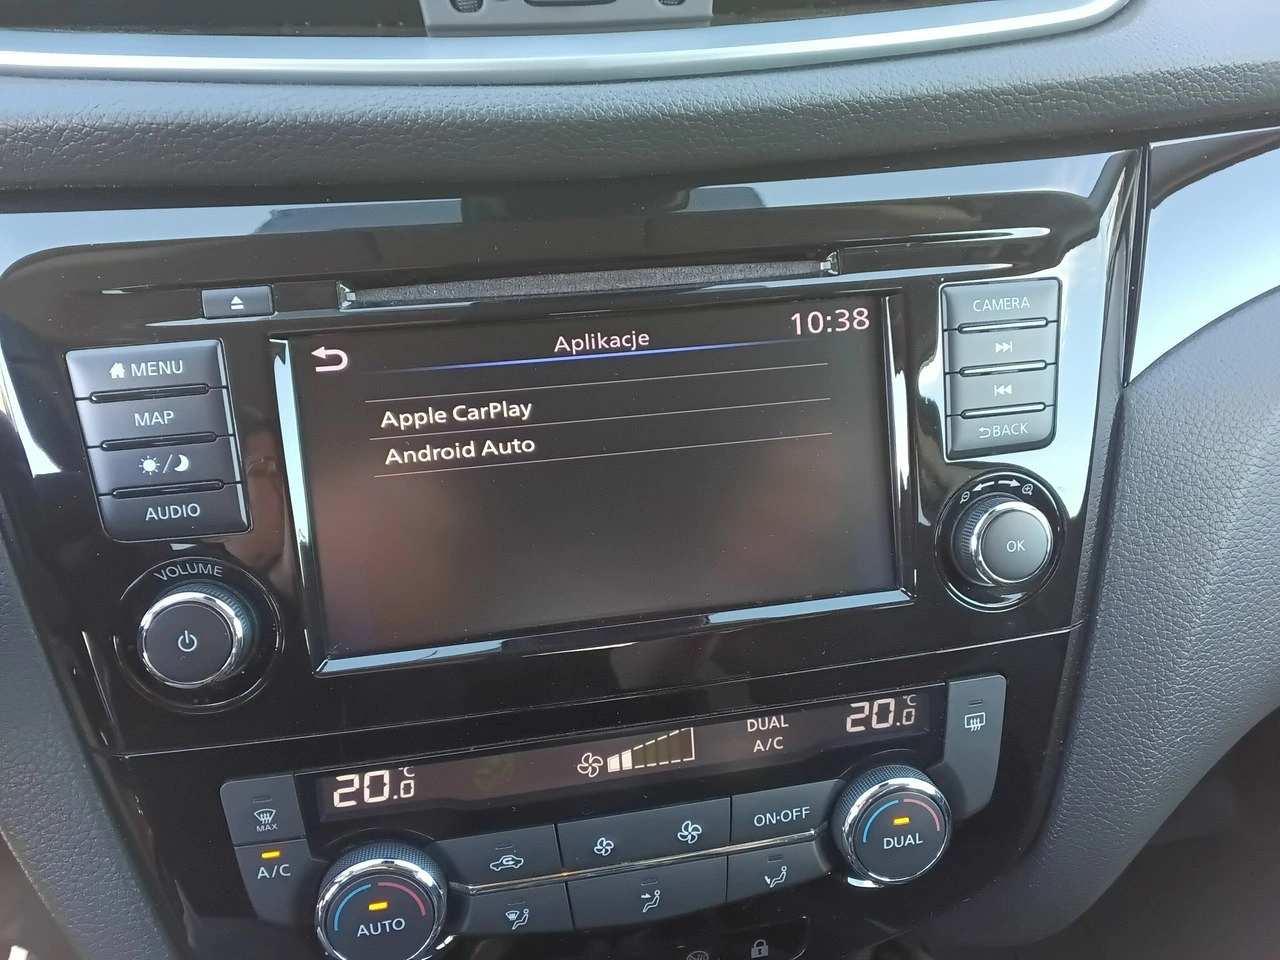 Aplikacje
10:38
Apple CarPlay
Android Auto
MENU
MAP
AUDIO
VOLUME
CAMERA
BACK
OK
20.0 °C
DUAL
A/C
20.0 °C
MAX
A/C
AUTO
ON·OFF
DUAL